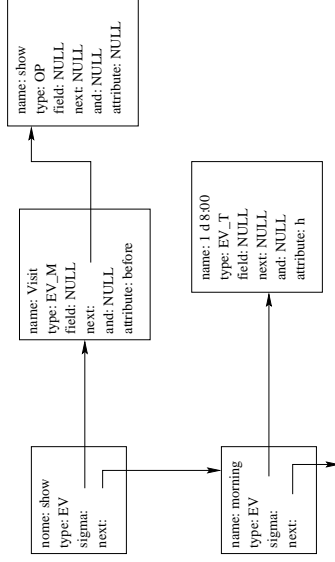 nome: show
type: EV
sigma:
next:
name: Visit
type: EV_M
field: NULL
next:
and: NULL
attribute: before
name: show
type: OP
field: NULL
next: NULL
and: NULL
attribute: NULL
name: morning
type: EV
sigma:
next:
name: 1 d 8:00
type: EV_T
field: NULL
next: NULL
and: NULL
attribute: h